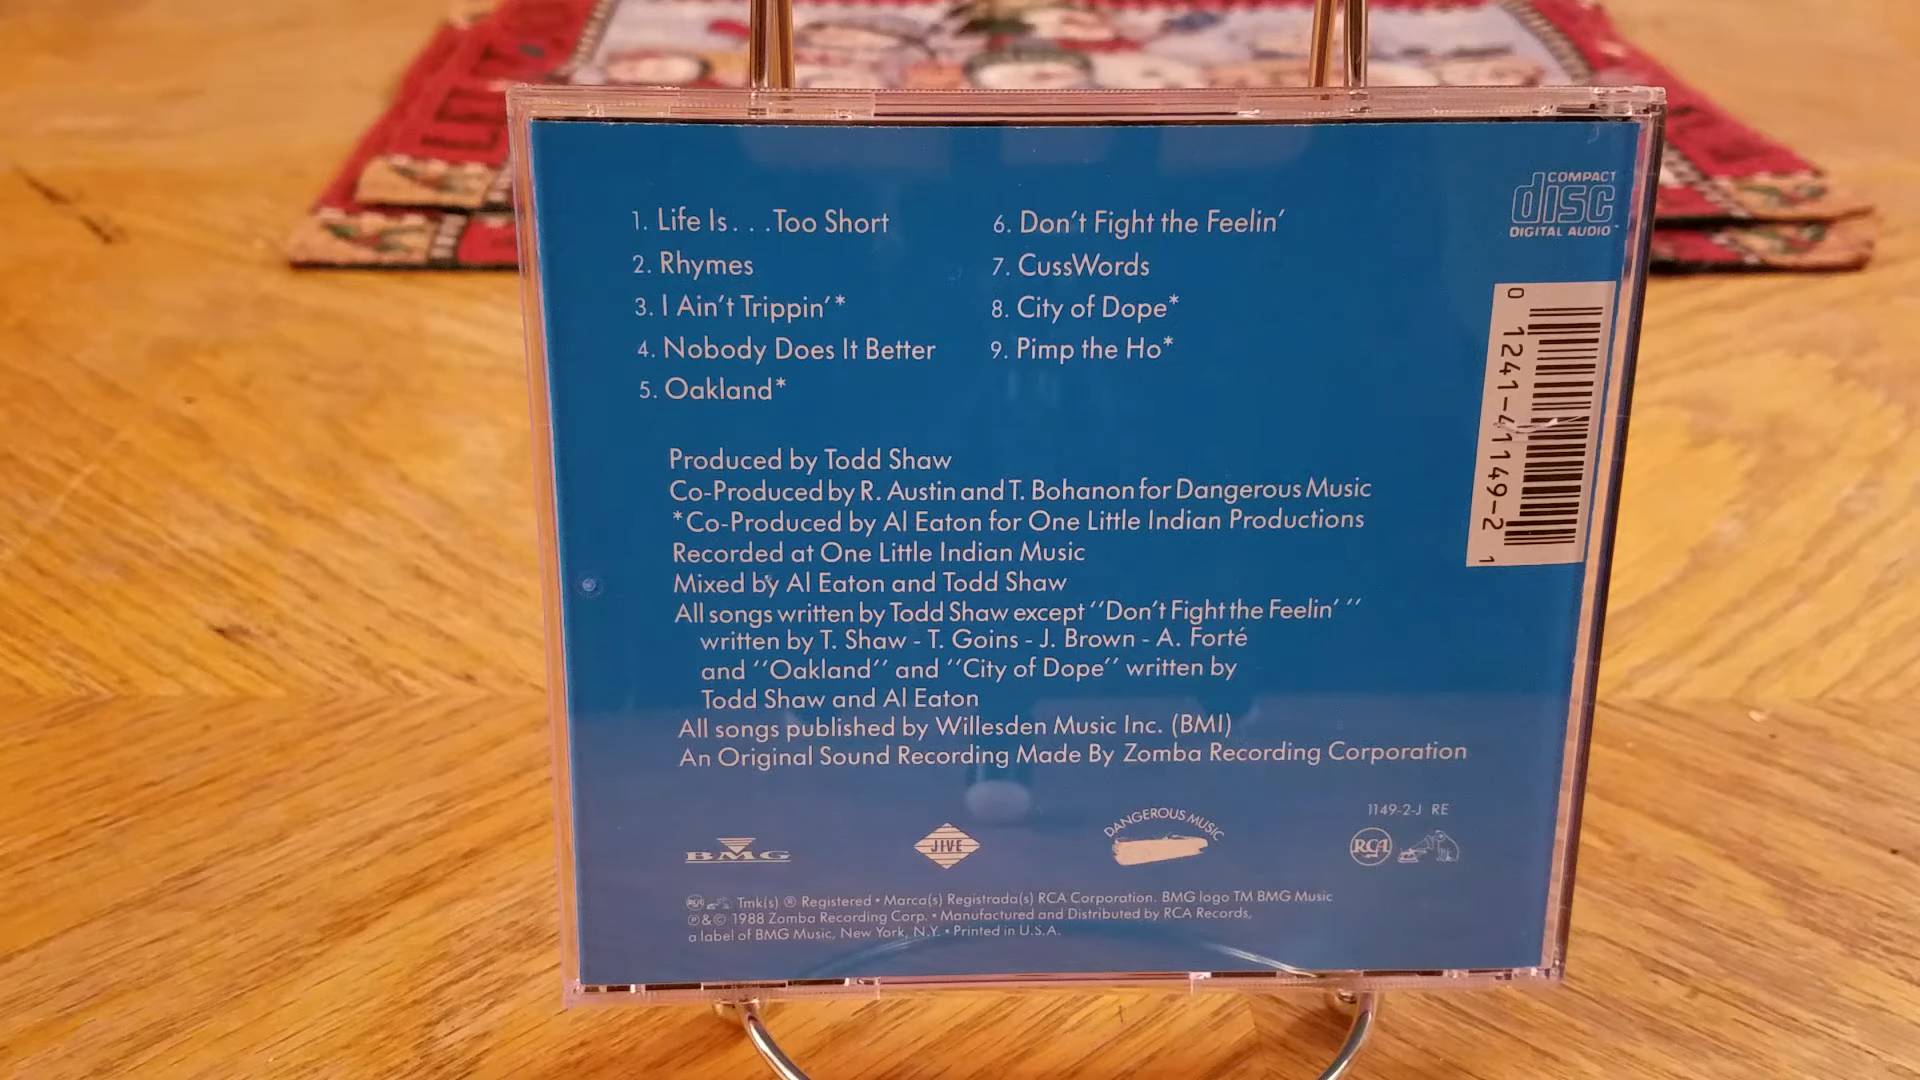 1. Life Is. . .Too Short
2. Rhymes
3. I Ain't Trippin'*
4. Nobody Does It Better
5. Oakland*
6. Don't Fight the Feelin'
7. CussWords
8. City of Dope*
9. Pimp the Ho*
COMPACT
disc
DIGITAL AUDIO
0 1241-41149-2 1
Produced by Todd Shaw
Co-Produced by R. Austin and T. Bohanon for Dangerous Music
*Co-Produced by Al Eaton for One Little Indian Productions
Recorded at One Little Indian Music
Mixed by Al Eaton and Todd Shaw
All songs written by Todd Shaw except ''Don't Fight the Feelin' ''
written by T. Shaw - T. Goins - J. Brown - A. Forté
and ''Oakland'' and ''City of Dope'' written by
Todd Shaw and Al Eaton
All songs published by Willesden Music Inc. (BMI)
An Original Sound Recording Made By Zomba Recording Corporation
BMG
JIVE
DANGEROUS MUSIC
1149-2-J RE
RCA
Tmk(s) ® Registered • Marca(s) Registrada(s) RCA Corporation. BMG logo TM BMG Music
℗&© 1988 Zomba Recording Corp. • Manufactured and Distributed by RCA Records,
a label of BMG Music, New York, N.Y. • Printed in U.S.A.